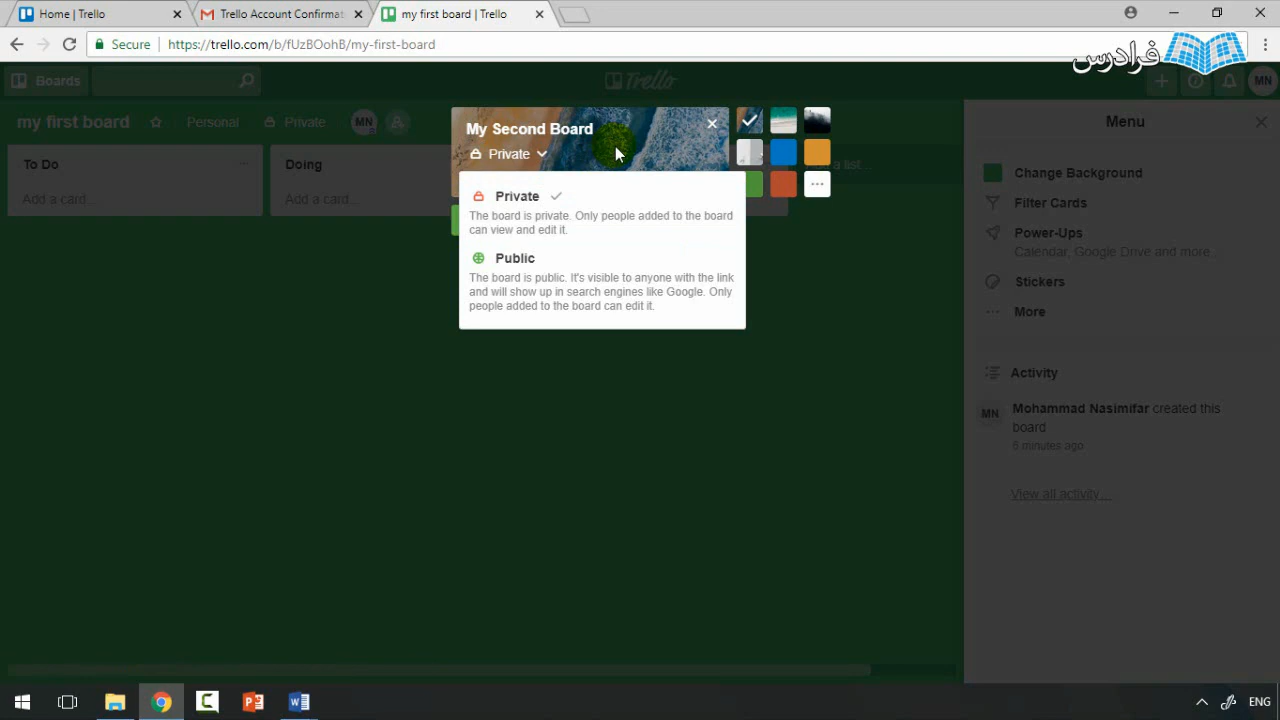 Home | Trello
Trello Account Confirmat
my first board | Trello
Secure
https://trello.com/b/fUzBOohB/my-first-board
فرادرس
Boards
Trello
MN
my first board
Personal
Private
MN
To Do
Add a card...
Doing
Add a card...
Add a list...
My Second Board
Private
Private
The board is private. Only people added to the board
can view and edit it.
Public
The board is public. It's visible to anyone with the link
and will show up in search engines like Google. Only
people added to the board can edit it.
Menu
Change Background
Filter Cards
Power-Ups
Calendar, Google Drive and more...
Stickers
More
Activity
MN
Mohammad Nasimifar created this
board
6 minutes ago
View all activity...
ENG